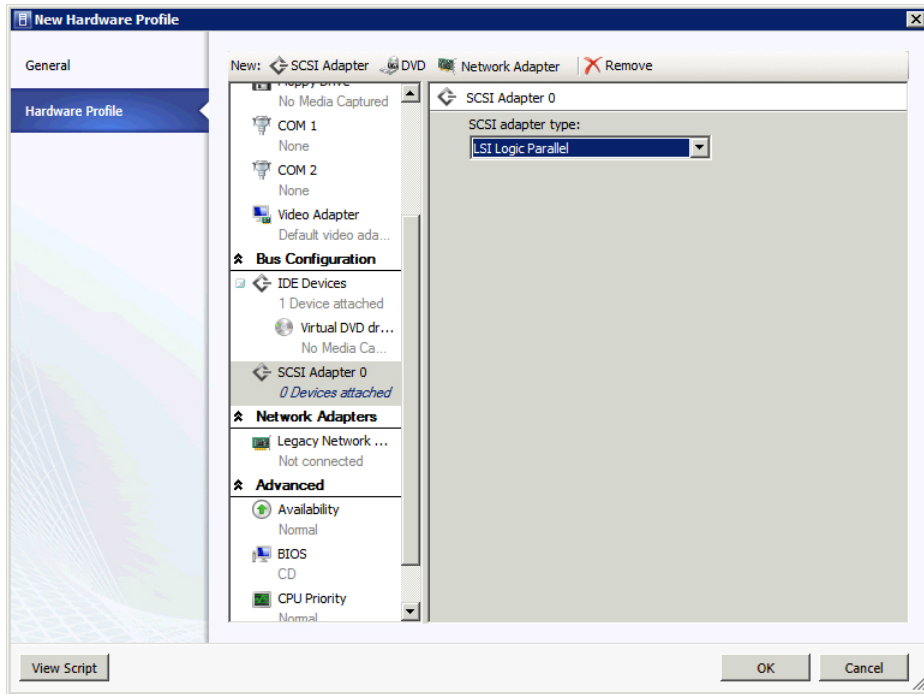 New Hardware Profile
General
Hardware Profile
New: SCSI Adapter DVD Network Adapter Remove
Floppy Drive
No Media Captured
COM 1
None
COM 2
None
Video Adapter
Default video ada...
Bus Configuration
IDE Devices
1 Device attached
Virtual DVD dr...
No Media Ca...
SCSI Adapter 0
0 Devices attached
Network Adapters
Legacy Network ...
Not connected
Advanced
Availability
Normal
BIOS
CD
CPU Priority
Normal
SCSI Adapter 0
SCSI adapter type:
LSI Logic Parallel
View Script
OK
Cancel